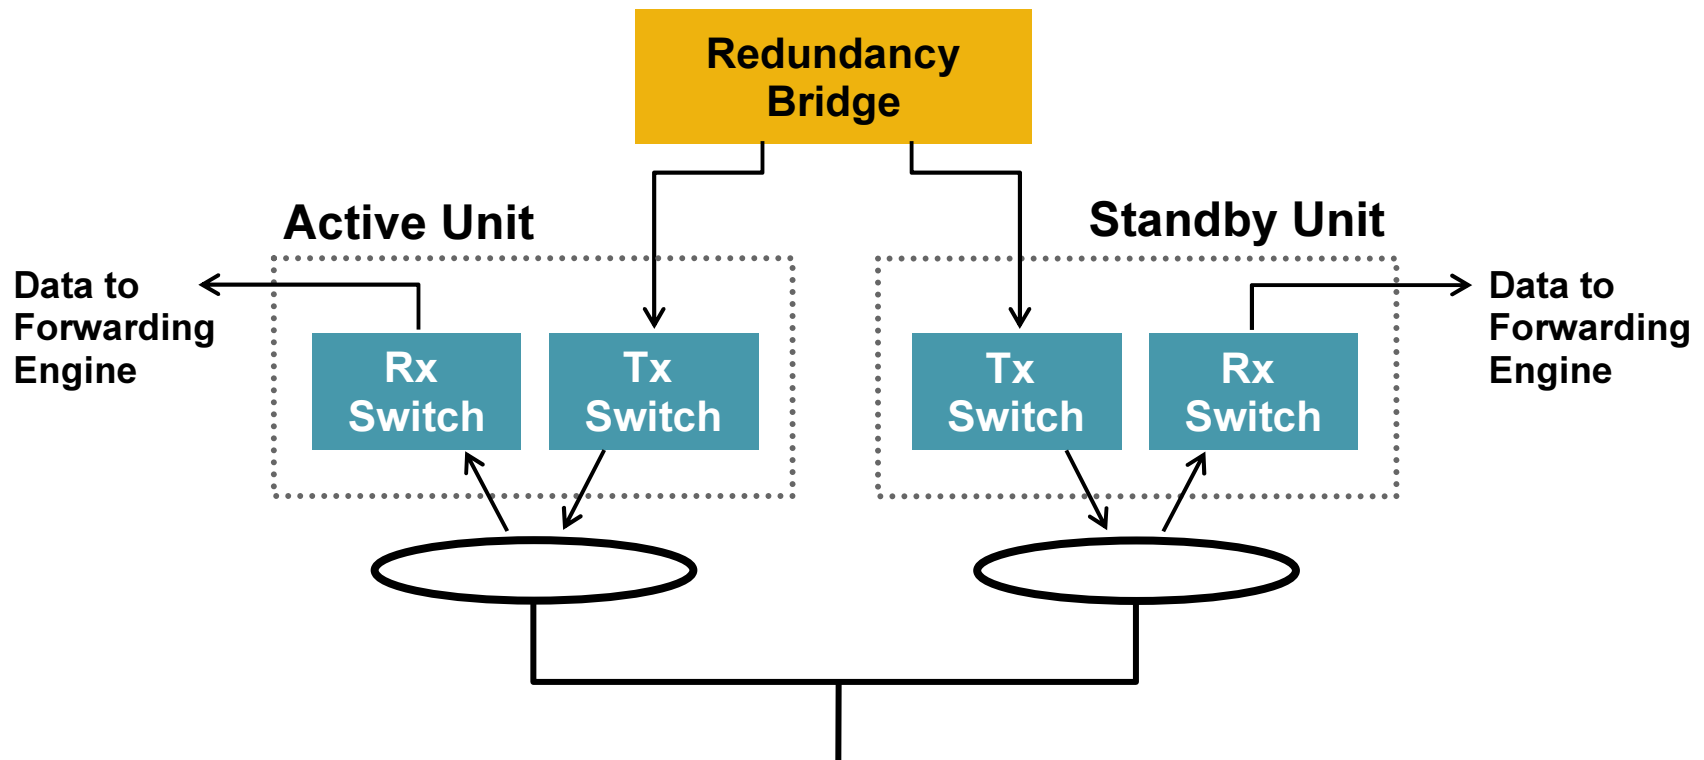 Redundancy
Bridge
Active Unit
Standby Unit
Data to
Forwarding
Engine
Rx
Switch
Tx
Switch
Tx
Switch
Rx
Switch
Data to
Forwarding
Engine